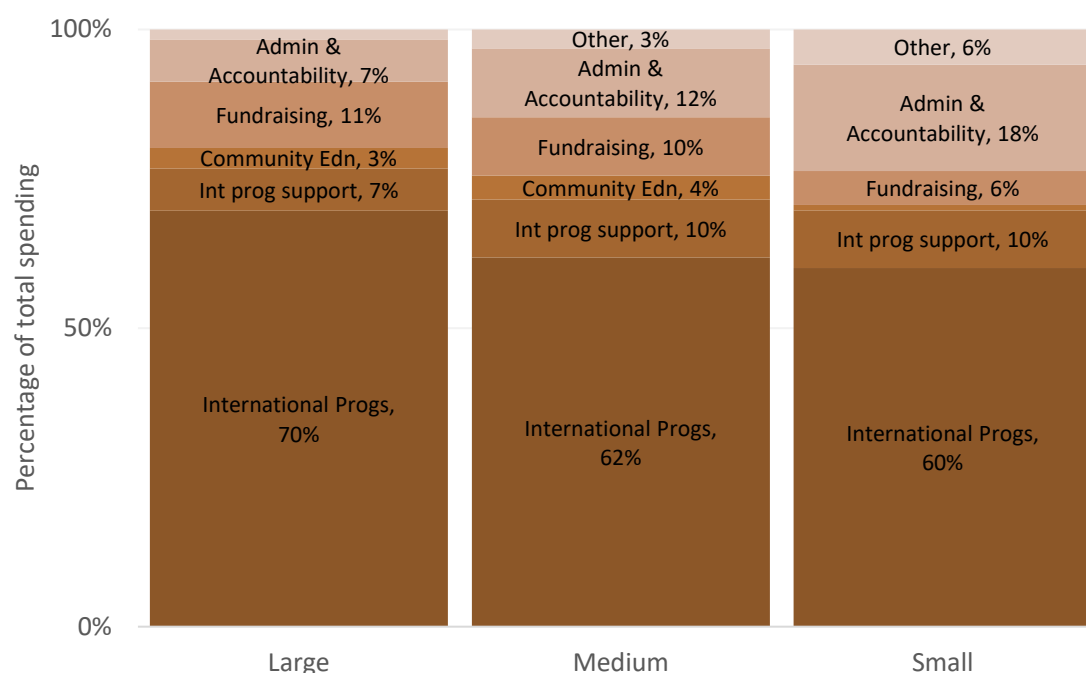 Percentage of total spending
100%
50%
0%
Admin &
Accountability, 7%
Fundraising, 11%
Community Edn, 3%
Int prog support, 7%
International Progs,
70%
Large
Other, 3%
Admin &
Accountability, 12%
Fundraising, 10%
Community Edn, 4%
Int prog support, 10%
International Progs,
62%
Medium
Other, 6%
Admin &
Accountability, 18%
Fundraising, 6%
Int prog support, 10%
International Progs,
60%
Small